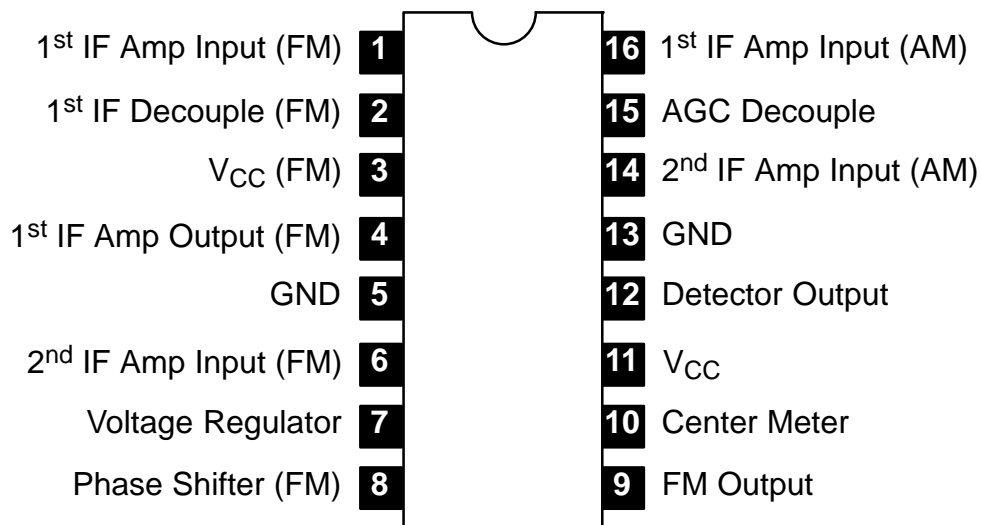 1st IF Amp Input (FM) 1 16 1st IF Amp Input (AM)
1st IF Decouple (FM) 2 15 AGC Decouple
VCC (FM) 3 14 2nd IF Amp Input (AM)
1st IF Amp Output (FM) 4 13 GND
GND 5 12 Detector Output
2nd IF Amp Input (FM) 6 11 VCC
Voltage Regulator 7 10 Center Meter
Phase Shifter (FM) 8 9 FM Output